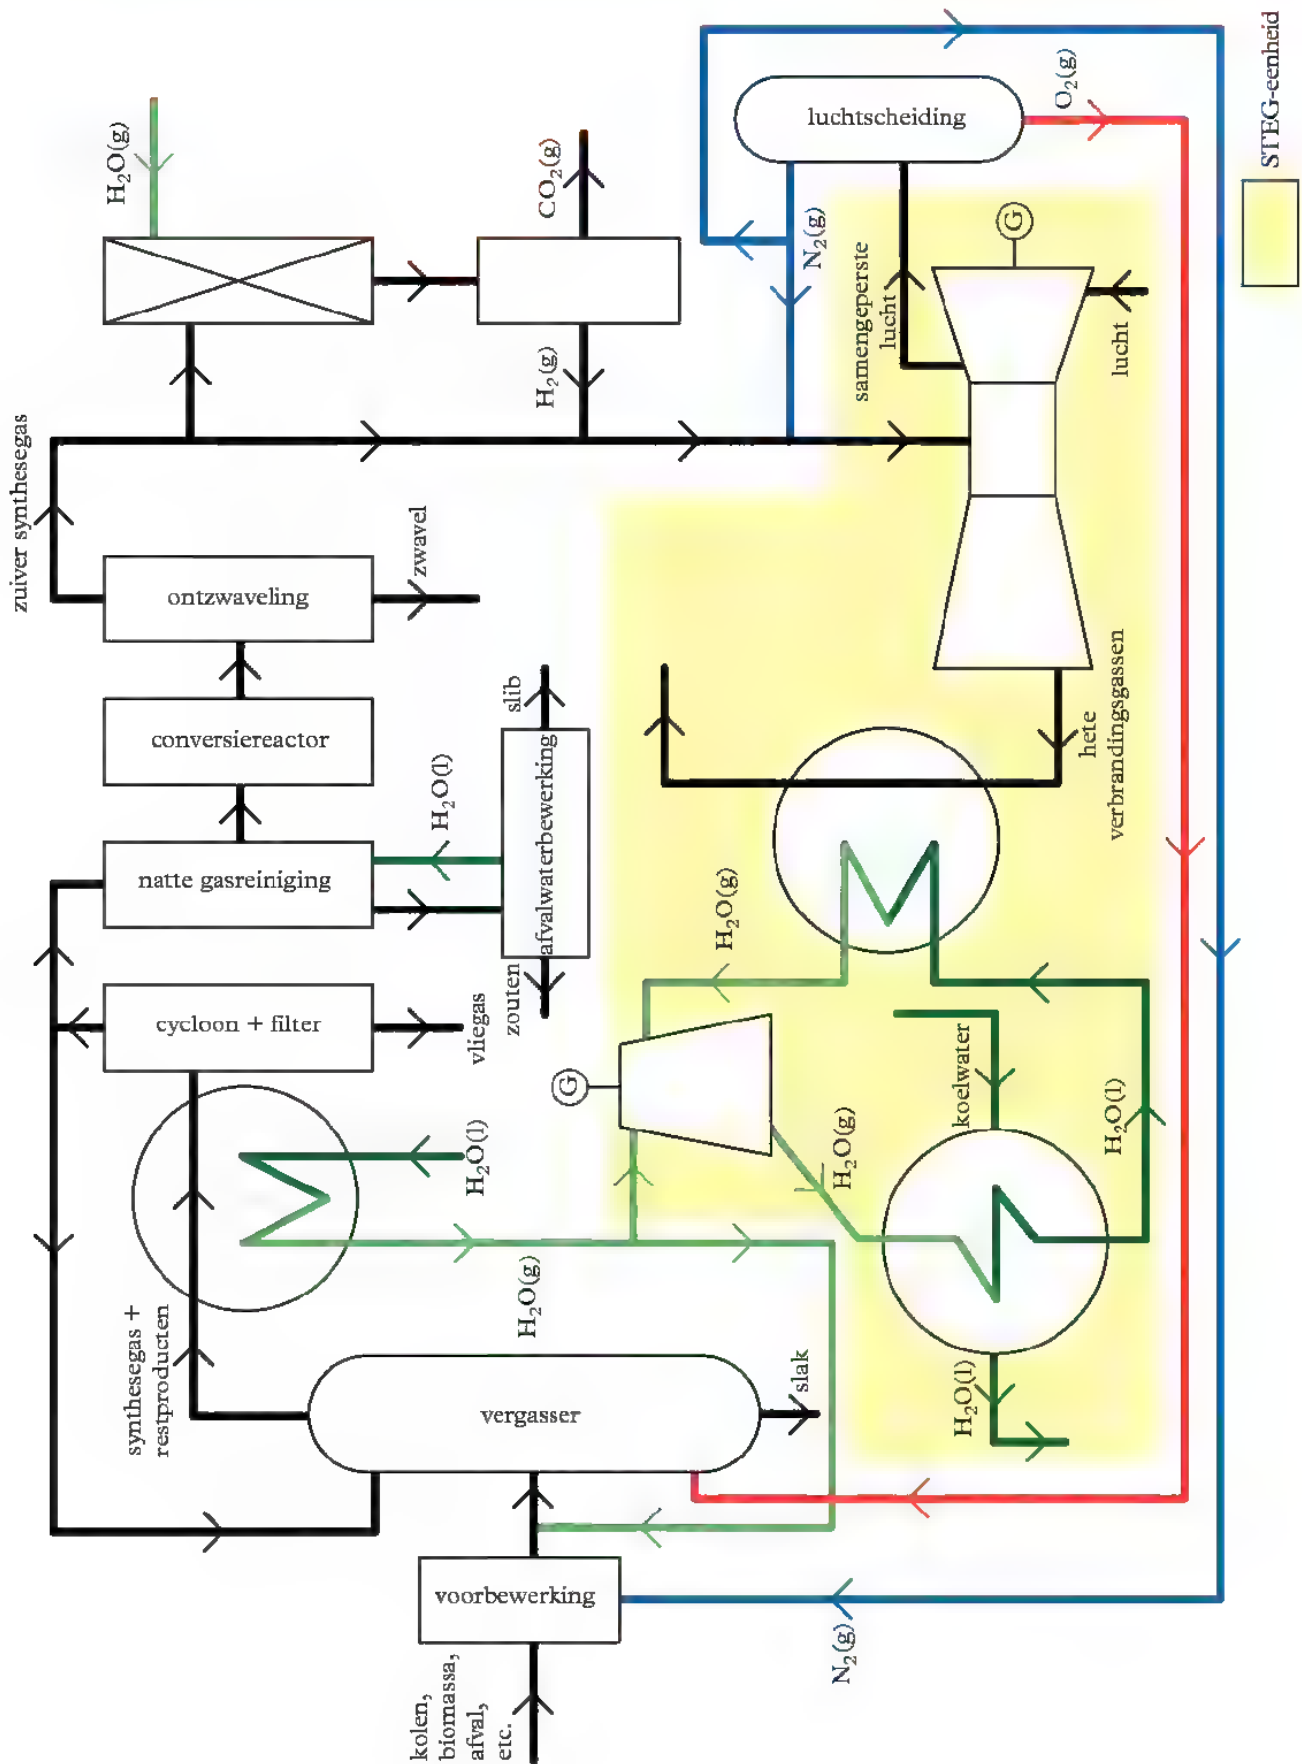 zuiver synthesegas
H₂O(g)
synthesegas +
restproducten
cycloon + filter
natte gasreiniging
conversiereactor
ontzwaveling
H₂O(l)
vliegas
H₂O(l)
zwavel
H₂(g)
CO₂(g)
zouten
afvalwaterbewerking
slib
kolen,
biomassa,
afval,
etc.
voorbewerking
vergasser
H₂O(g)
G
slak
H₂O(g)
H₂O(g)
N₂(g)
luchtscheiding
samengeperste
lucht
O₂(g)
N₂(g)
H₂O(l)
koelwater
H₂O(l)
hete
verbrandingsgassen
lucht
G
STEG-eenheid